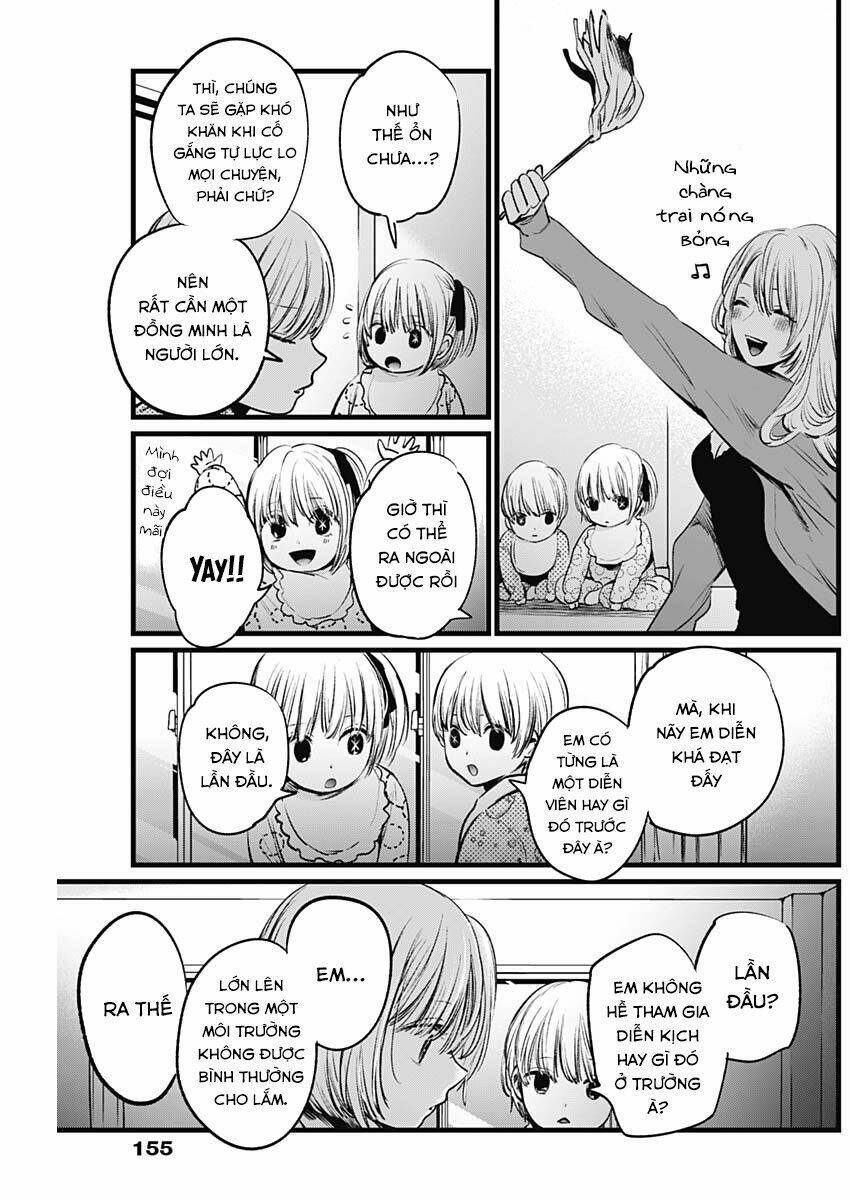 Những
chàng
trai nóng
bỏng
NHƯ
THẾ ỔN
CHƯA...?
THÌ, CHÚNG
TA SẼ GẶP KHÓ
KHĂN KHI CỐ
GẮNG TỰ LỰC LO
MỌI CHUYỆN,
PHẢI CHỨ?
NÊN
RẤT CẦN MỘT
ĐỒNG MINH LÀ
NGƯỜI LỚN.
GIỜ THÌ
CÓ THỂ
RA NGOÀI
ĐƯỢC RỒI
YAY!!
Mình
đợi
điều
này
mãi
MÀ, KHI
NÃY EM DIỄN
KHÁ ĐẠT
ĐẤY
EM CÓ
TỪNG LÀ
MỘT DIỄN
VIÊN HAY GÌ
ĐÓ TRƯỚC
ĐÂY À?
KHÔNG,
ĐÂY LÀ
LẦN ĐẦU.
LẦN
ĐẦU?
EM KHÔNG
HỀ THAM GIA
DIỄN KỊCH
HAY GÌ ĐÓ
Ở TRƯỜNG
À?
EM...
LỚN LÊN
TRONG MỘT
MÔI TRƯỜNG
KHÔNG ĐƯỢC
BÌNH THƯỜNG
CHO LẮM.
RA THẾ
155